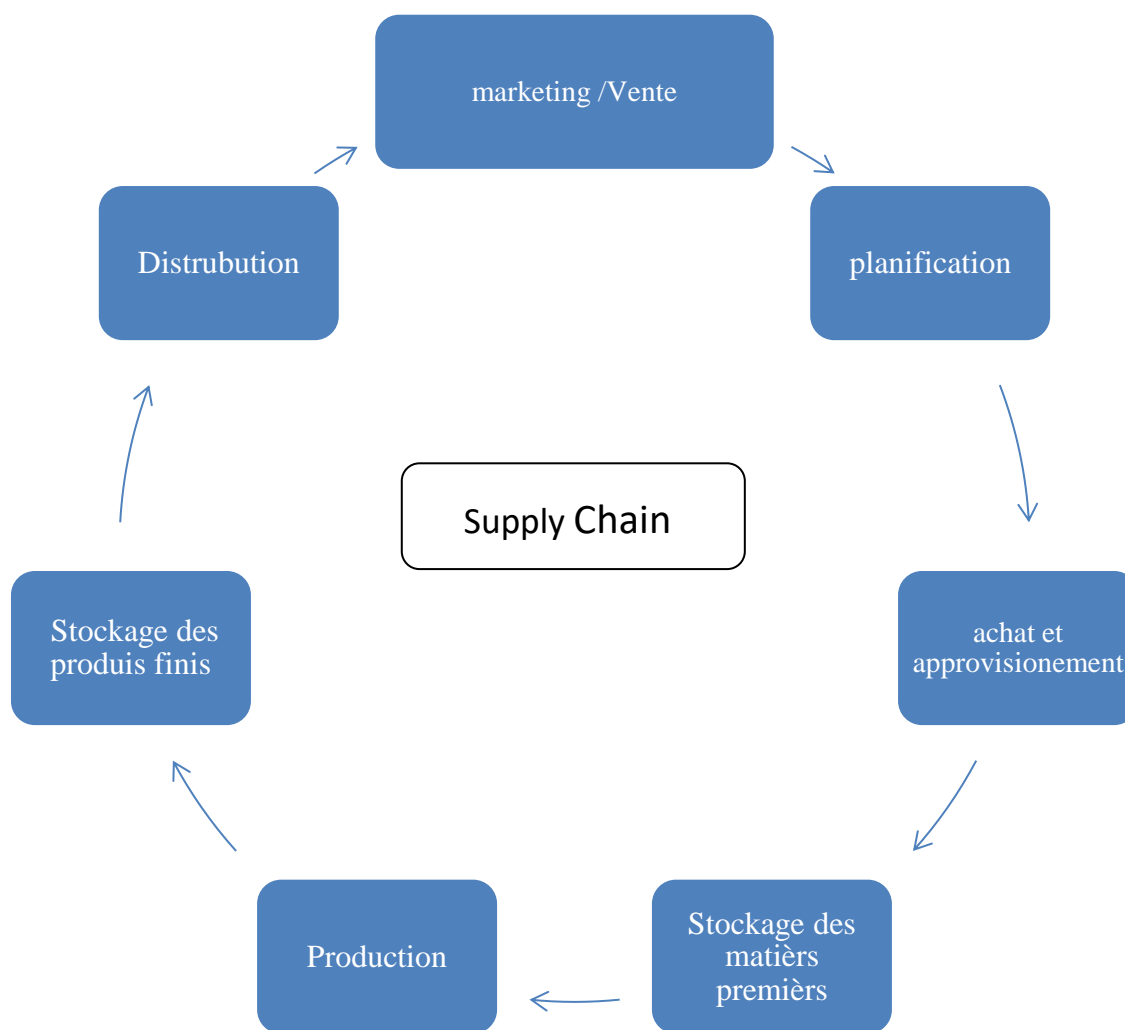 marketing /Vente
planification
achat et
approvisionement
Stockage des
matièrs
premièrs
Production
Stockage des
produis finis
Distrubution
Supply Chain